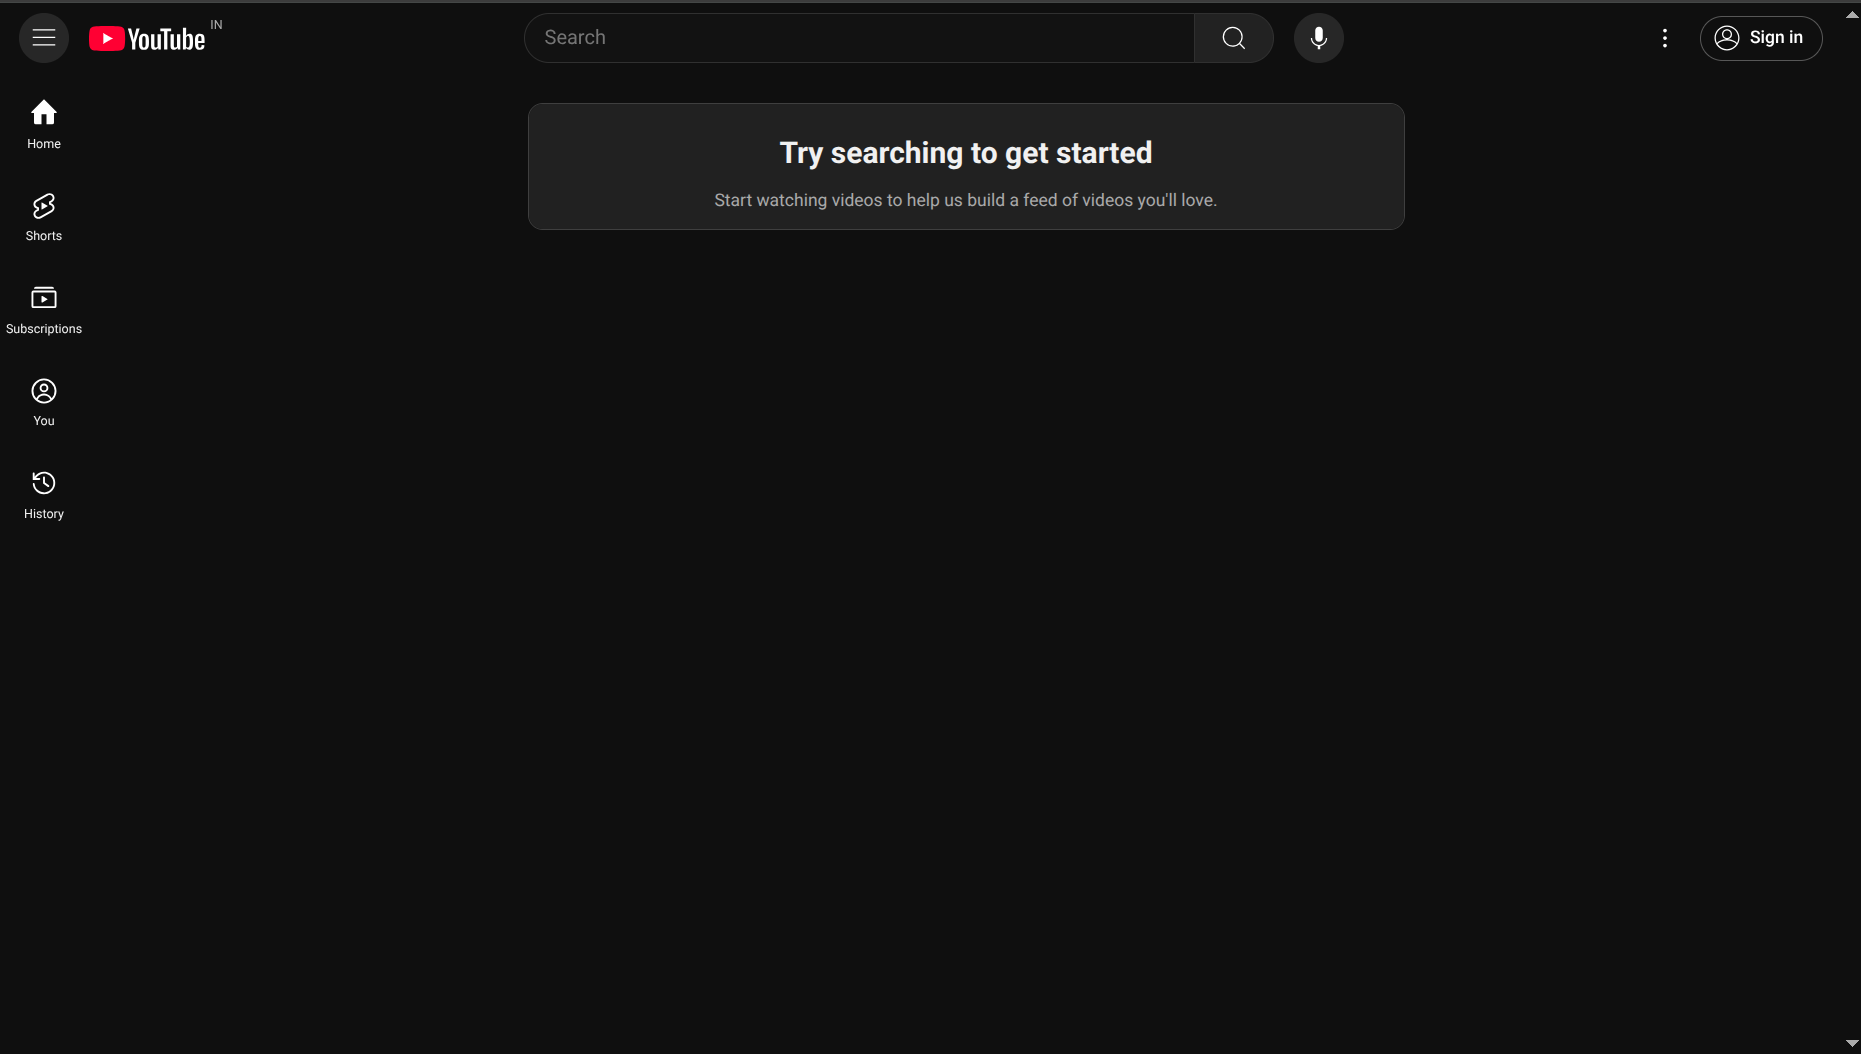 YouTube IN
Search
Sign in
Home
Shorts
Subscriptions
You
History
Try searching to get started
Start watching videos to help us build a feed of videos you'll love.